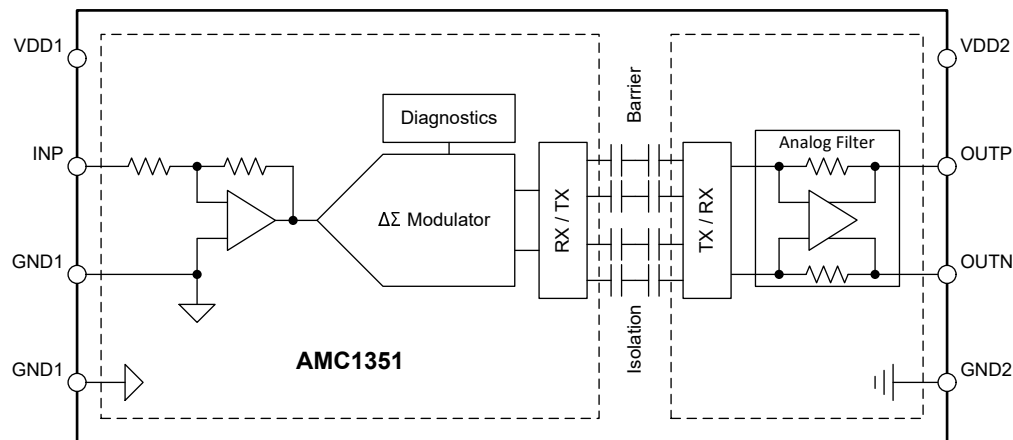 VDD1
VDD2
Diagnostics
Barrier
Analog Filter
INP
OUTP
ΔΣ Modulator
RX / TX
TX / RX
GND1
OUTN
AMC1351
Isolation
GND1
GND2